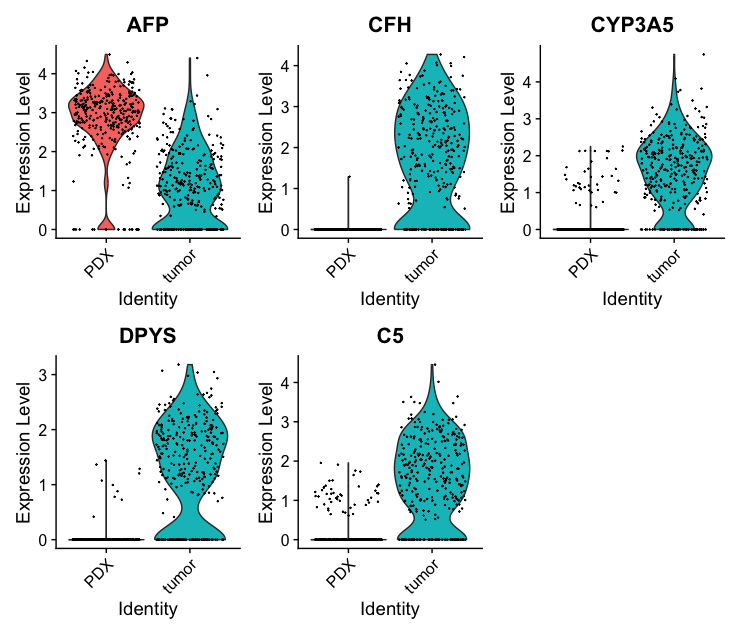 AFP
Expression Level
4
3
2
1
0
PDX
tumor
Identity
CFH
Expression Level
4
3
2
1
0
PDX
tumor
Identity
CYP3A5
Expression Level
4
3
2
1
0
PDX
tumor
Identity
DPYS
Expression Level
3
2
1
0
PDX
tumor
Identity
C5
Expression Level
4
3
2
1
0
PDX
tumor
Identity